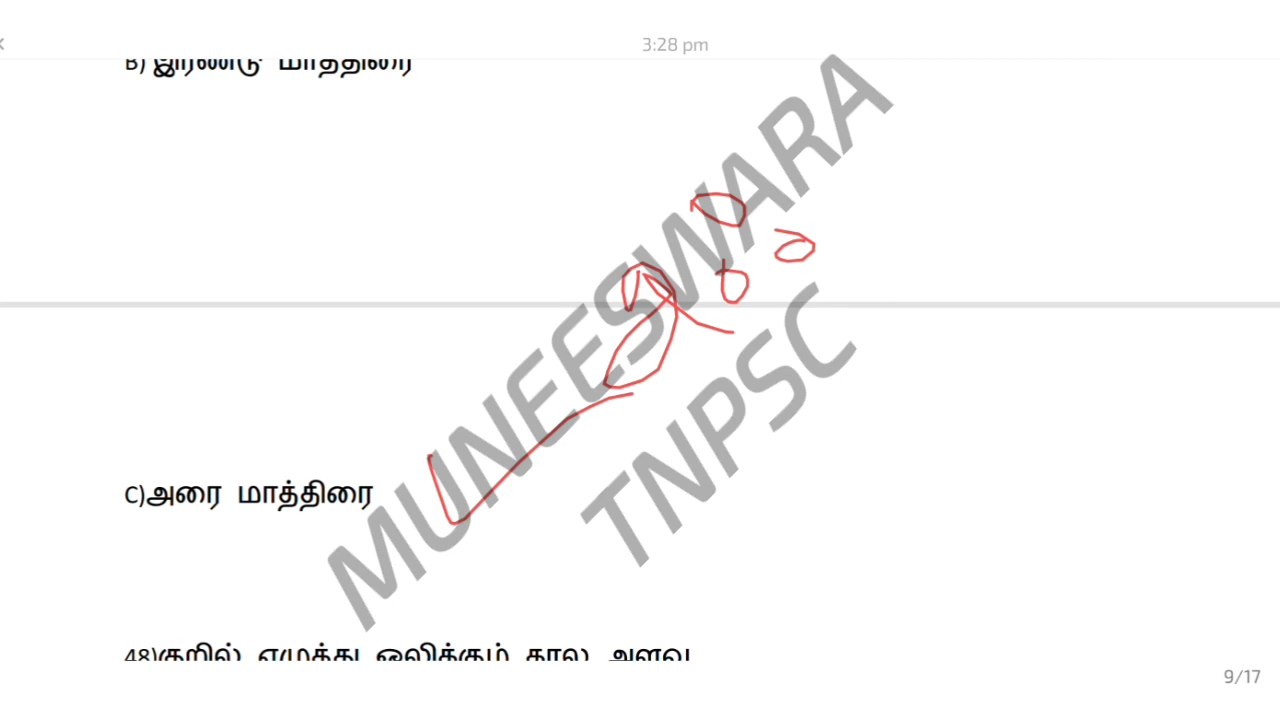 3:28 pm
B) இரண்டு மாத்திரை
MUNEESWARA
TNPSC
C)அரை மாத்திரை
48)குறில் எழுத்து ஒலிக்கும் கால அளவு
9/17